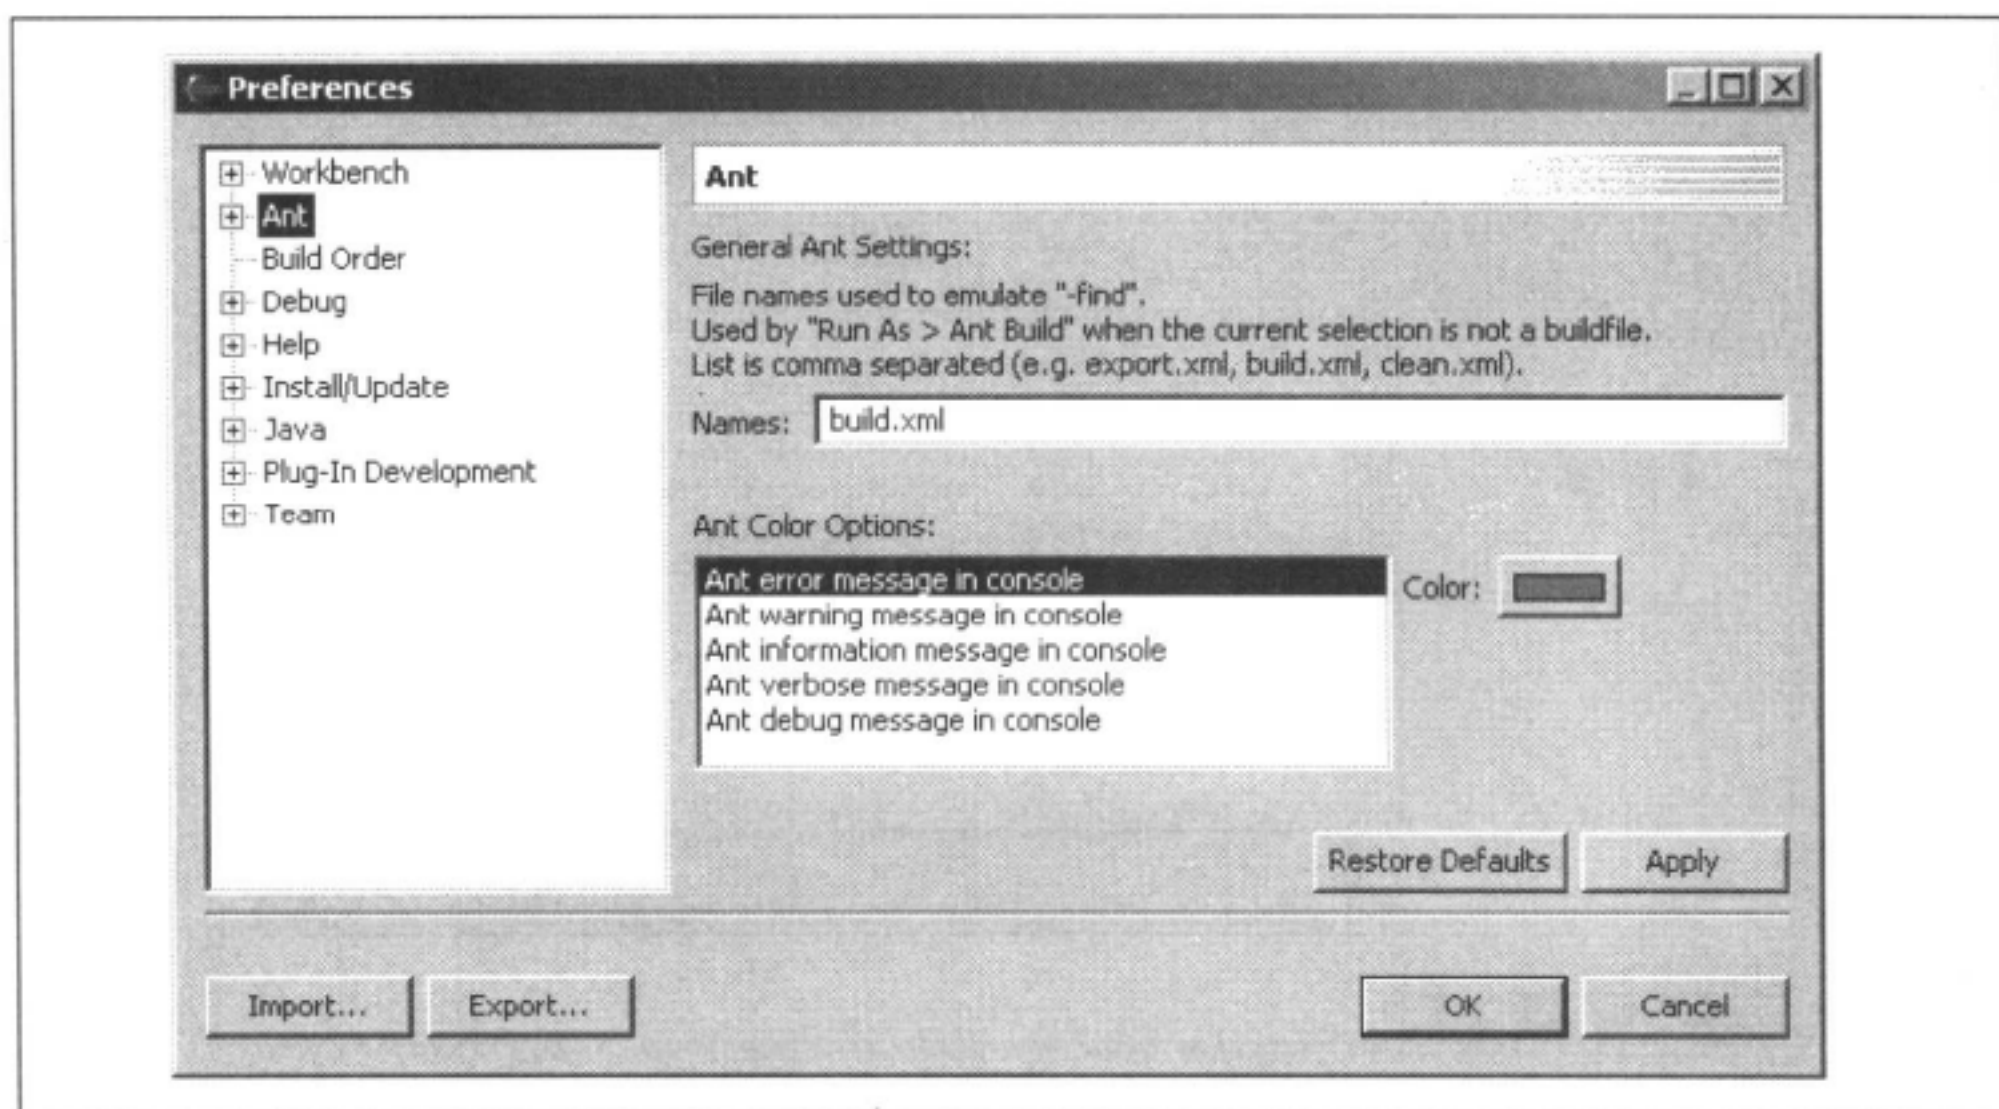 Preferences
Workbench
Ant
Build Order
Debug
Help
Install/Update
Java
Plug-In Development
Team
Ant
General Ant Settings:
File names used to emulate "-find".
Used by "Run As > Ant Build" when the current selection is not a buildfile.
List is comma separated (e.g. export.xml, build.xml, clean.xml).
Names: build.xml
Ant Color Options:
Ant error message in console
Ant warning message in console
Ant information message in console
Ant verbose message in console
Ant debug message in console
Color:
Restore Defaults Apply
Import... Export... OK Cancel